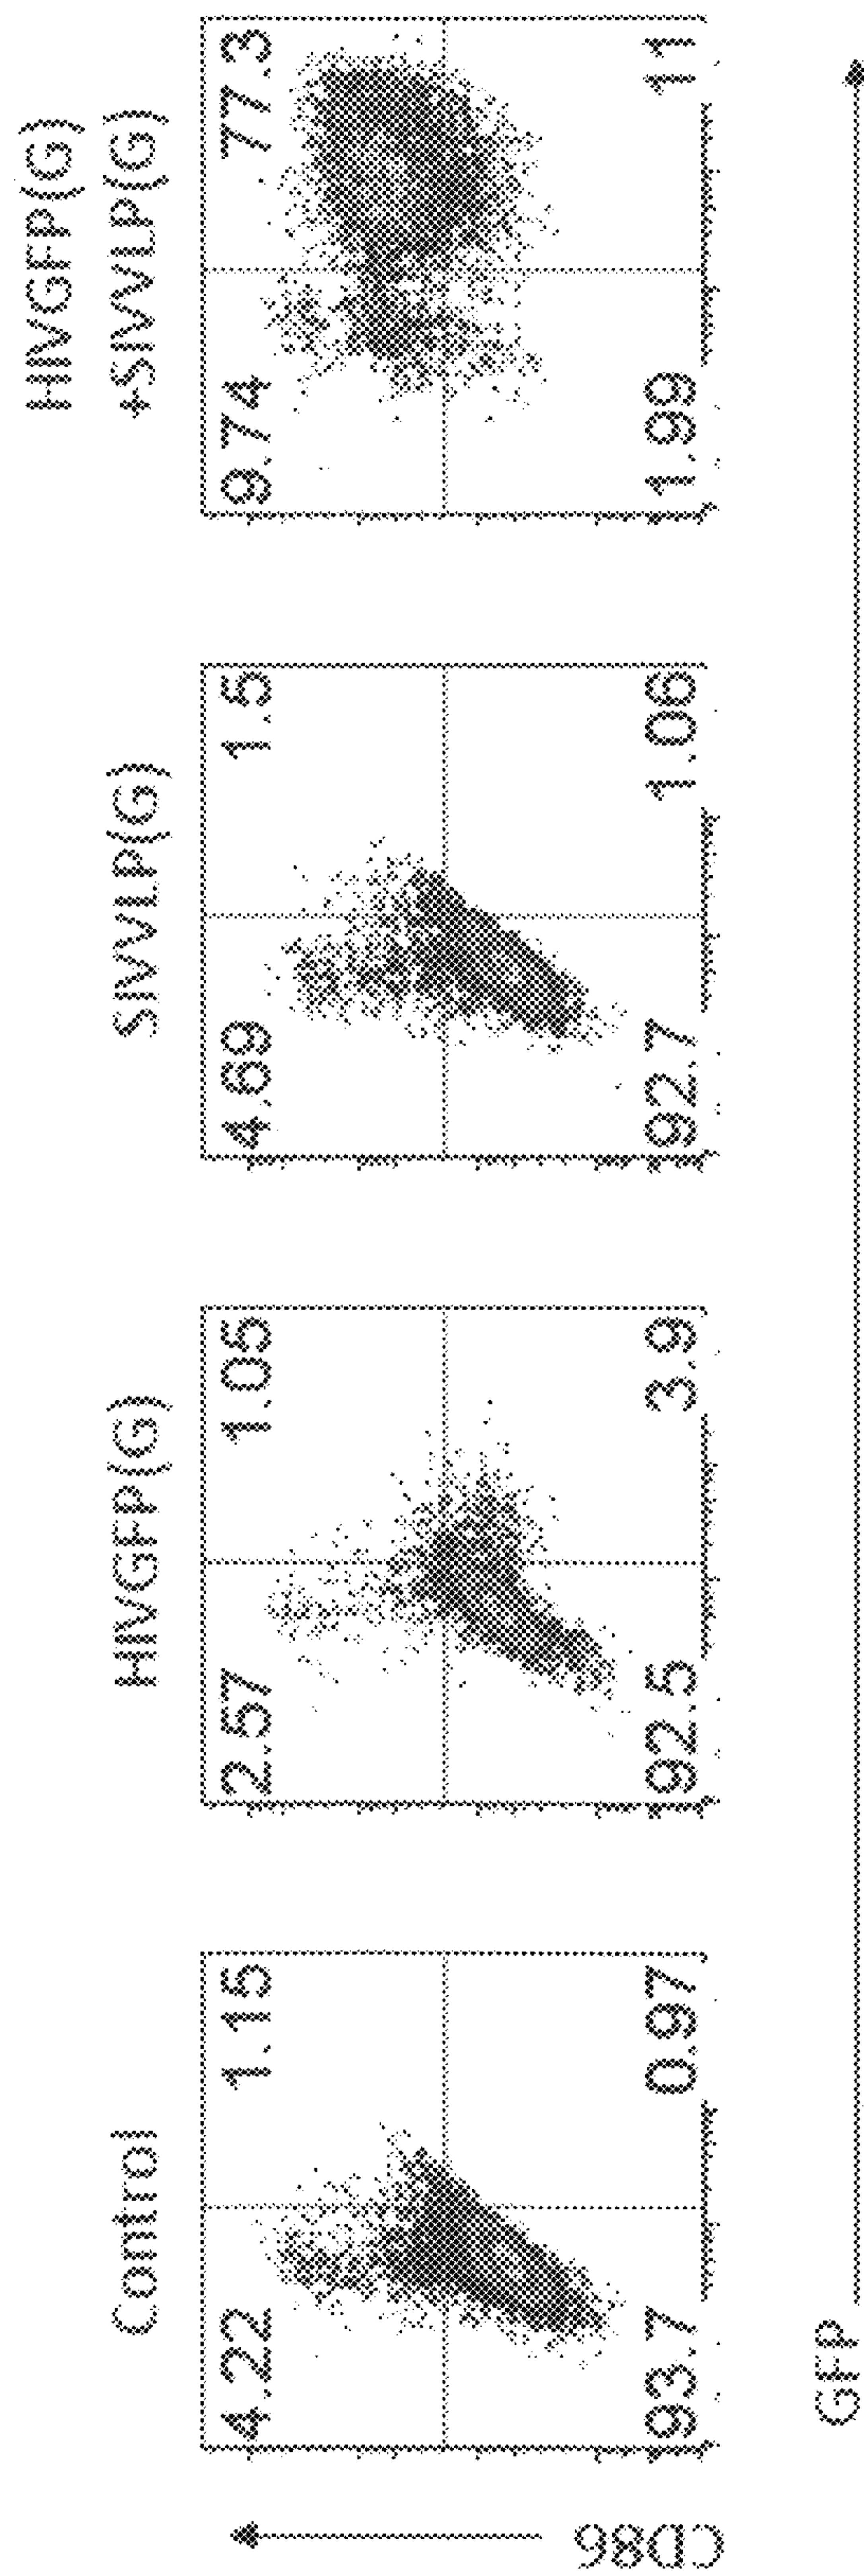 Control
HIVGFP(G)
SIVVLP(G)
HIVGFP(G)
+SIVVLP(G)
4.22 1.15
2.57 1.05
4.69 1.5
9.74 77.3
93.7 0.97
92.5 3.9
92.7 1.06
1.99 11
CD86
GFP